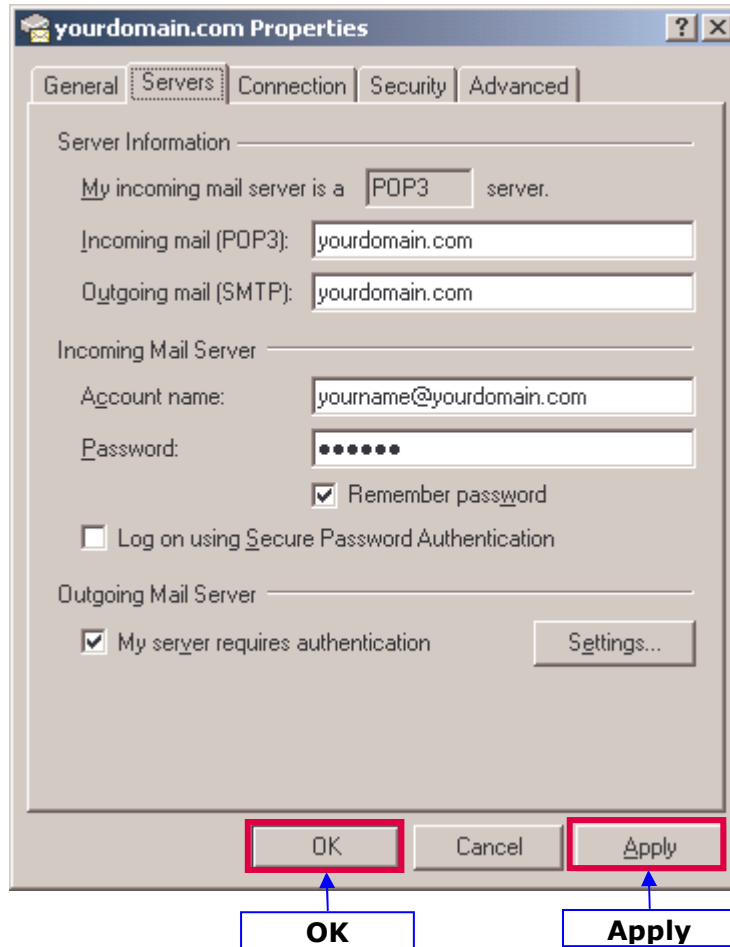 yourdomain.com Properties
General Servers Connection Security Advanced
Server Information
My incoming mail server is a POP3 server.
Incoming mail (POP3): yourdomain.com
Outgoing mail (SMTP): yourdomain.com
Incoming Mail Server
Account name: yourname@yourdomain.com
Password: ●●●●●●
Remember password
Log on using Secure Password Authentication
Outgoing Mail Server
My server requires authentication Settings...
OK Cancel Apply
OK Apply